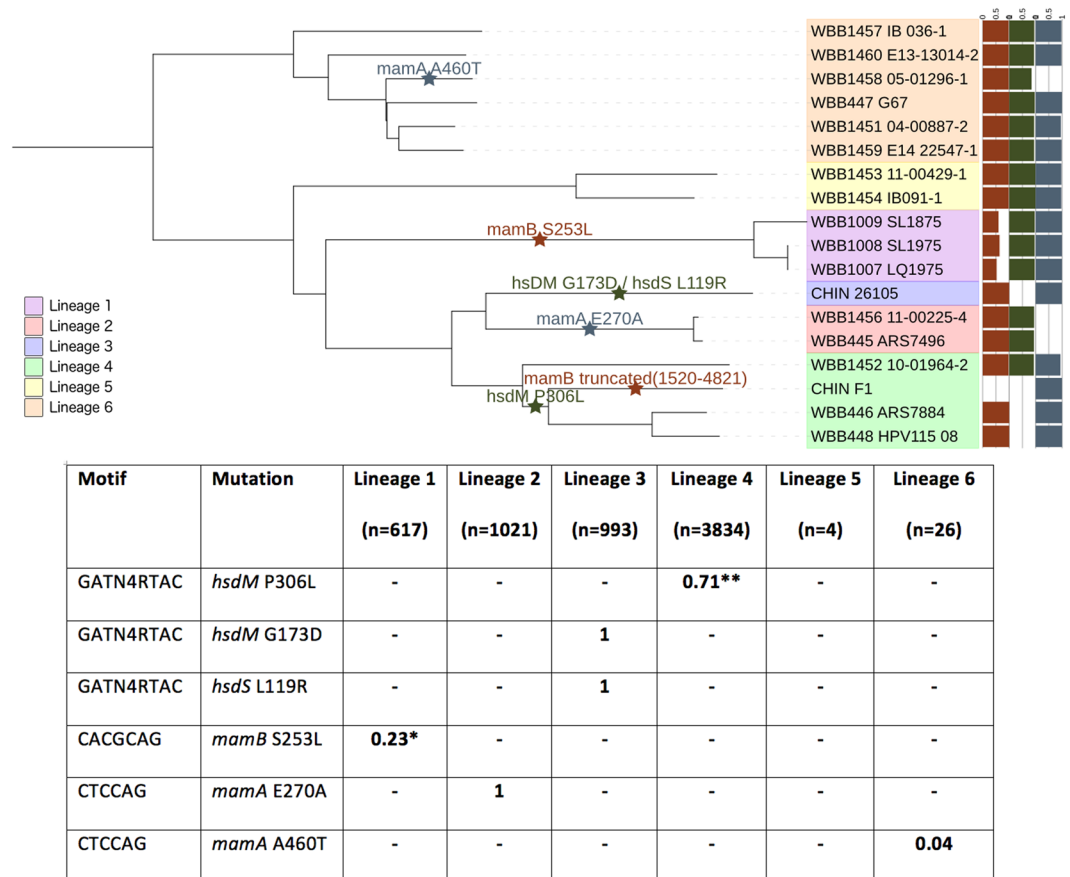 0 0.5 1 0 0.5 1 0 0.5 1
WBB1457 IB 036-1
WBB1460 E13-13014-2
mamA A460T
WBB1458 05-01296-1
WBB447 G67
WBB1451 04-00887-2
WBB1459 E14 22547-1
WBB1453 11-00429-1
WBB1454 IB091-1
WBB1009 SL1875
mamB S253L
WBB1008 SL1975
WBB1007 LQ1975
hsDM G173D / hsdS L119R
CHIN 26105
mamA E270A
WBB1456 11-00225-4
WBB445 ARS7496
WBB1452 10-01964-2
mamB truncated(1520-4821)
CHIN F1
hsdM P306L
WBB446 ARS7884
WBB448 HPV115 08
Lineage 1
Lineage 2
Lineage 3
Lineage 4
Lineage 5
Lineage 6
Motif Mutation Lineage 1 Lineage 2 Lineage 3 Lineage 4 Lineage 5 Lineage 6
(n=617) (n=1021) (n=993) (n=3834) (n=4) (n=26)
GATN4RTAC hsdM P306L - - - 0.71** - -
GATN4RTAC hsdM G173D - - 1 - - -
GATN4RTAC hsdS L119R - - 1 - - -
CACGCAG mamB S253L 0.23* - - - - -
CTCCAG mamA E270A - 1 - - - -
CTCCAG mamA A460T - - - - - 0.04